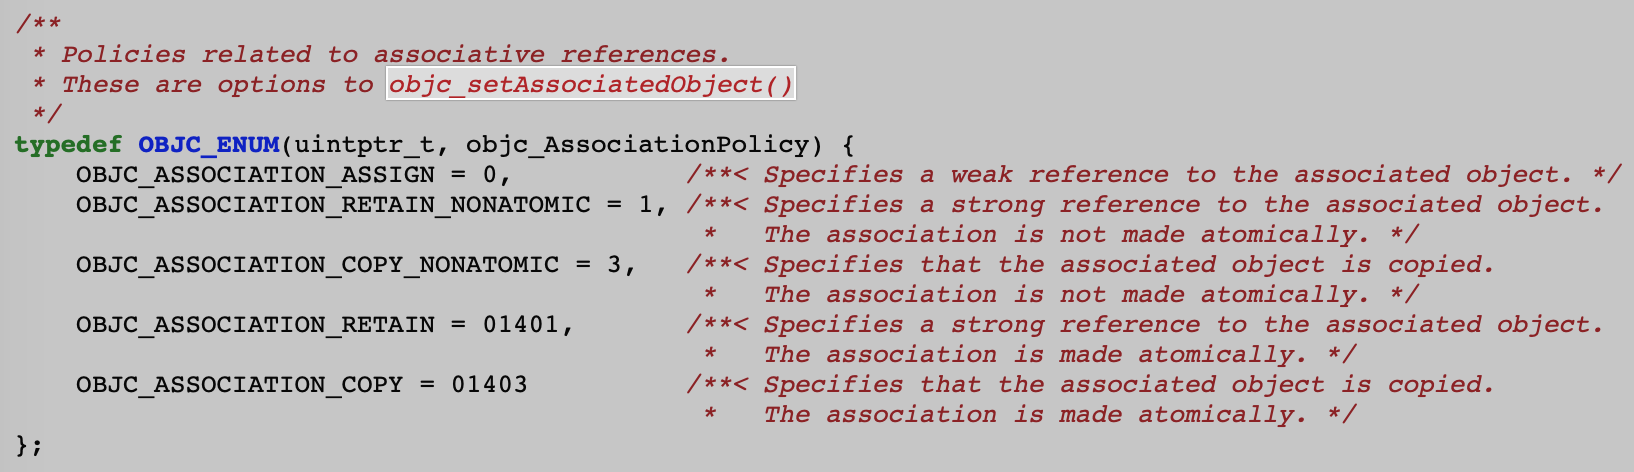 /**
 * Policies related to associative references.
 * These are options to objc_setAssociatedObject()
 */
typedef OBJC_ENUM(uintptr_t, objc_AssociationPolicy) {
    OBJC_ASSOCIATION_ASSIGN = 0,           /**< Specifies a weak reference to the associated object. */
    OBJC_ASSOCIATION_RETAIN_NONATOMIC = 1, /**< Specifies a strong reference to the associated object.
                                            *   The association is not made atomically. */
    OBJC_ASSOCIATION_COPY_NONATOMIC = 3,   /**< Specifies that the associated object is copied.
                                            *   The association is not made atomically. */
    OBJC_ASSOCIATION_RETAIN = 01401,       /**< Specifies a strong reference to the associated object.
                                            *   The association is made atomically. */
    OBJC_ASSOCIATION_COPY = 01403          /**< Specifies that the associated object is copied.
                                            *   The association is made atomically. */
};